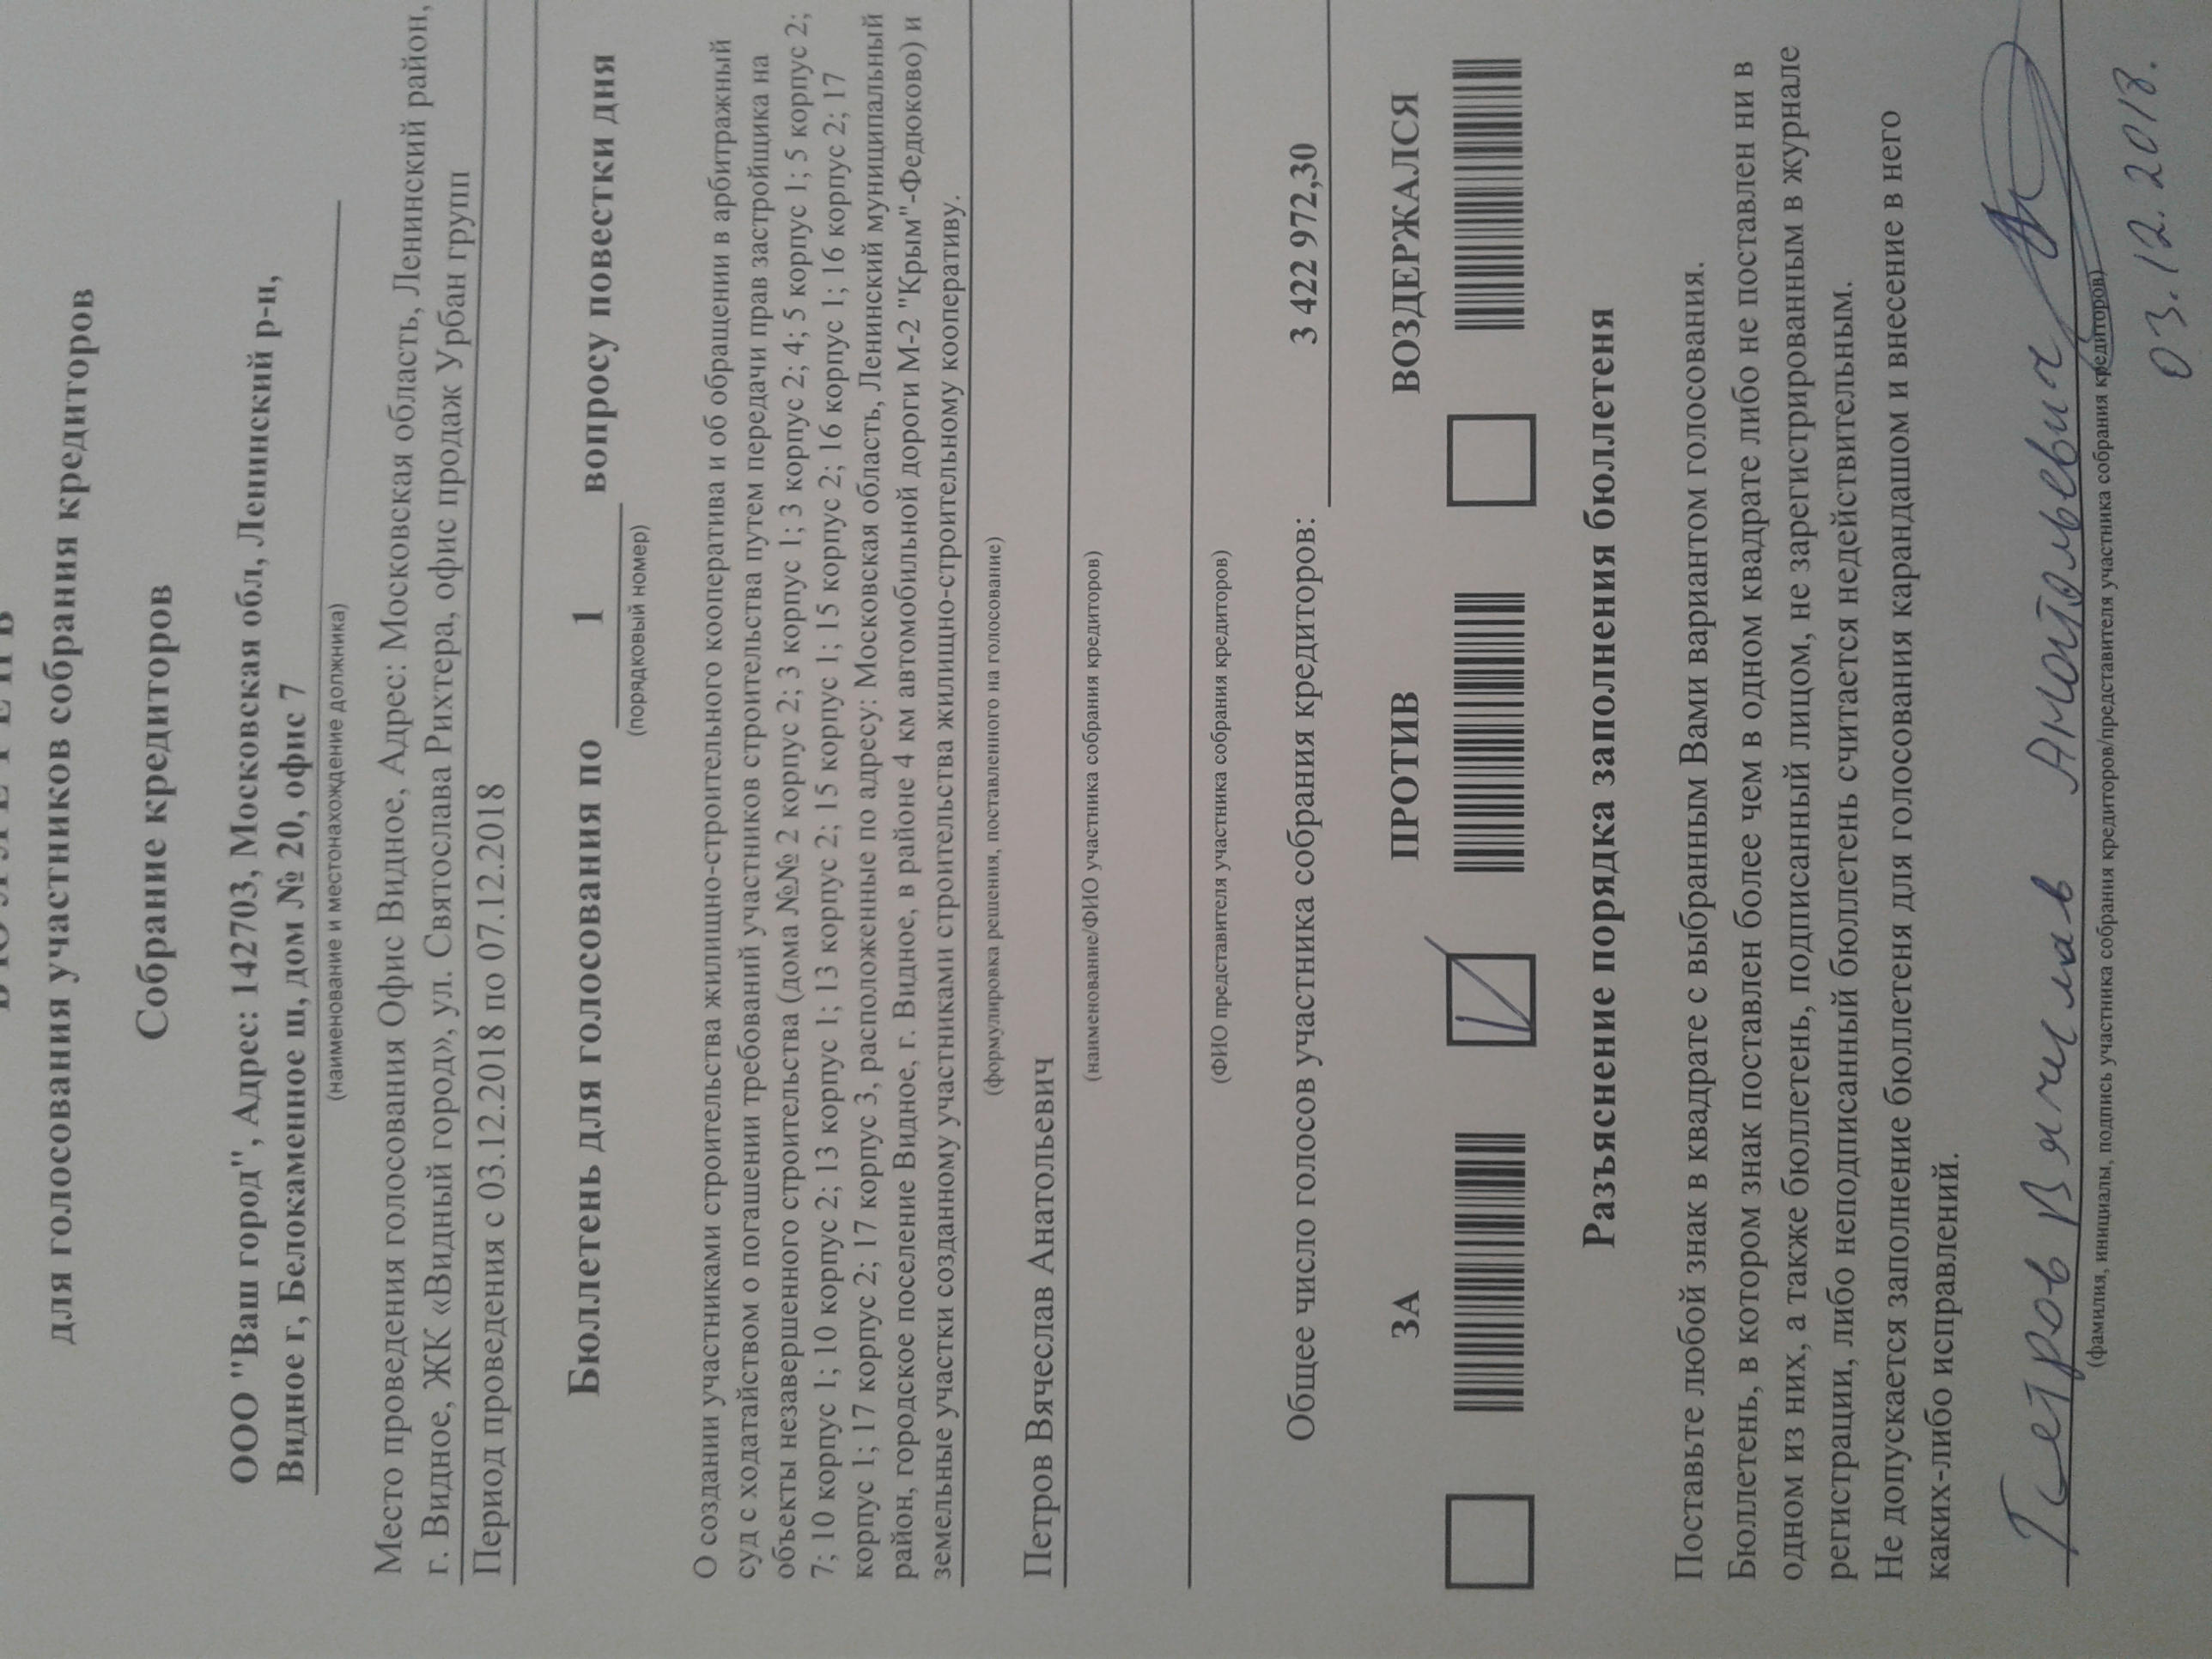 БЮЛЛЕТЕНЬ
для голосования участников собрания кредиторов
Собрание кредиторов
ООО "Ваш город", Адрес: 142703, Московская обл, Ленинский р-н,
Видное г, Белокаменное ш, дом № 20, офис 7
(наименование и местонахождение должника)
Место проведения голосования Офис Видное, Адрес: Московская область, Ленинский район,
г. Видное, ЖК «Видный город», ул. Святослава Рихтера, офис продаж Урбан групп
Период проведения с 03.12.2018 по 07.12.2018
Бюллетень для голосования по 1 вопросу повестки дня
(порядковый номер)
О создании участниками строительства жилищно-строительного кооператива и об обращении в арбитражный
суд с ходатайством о погашении требований участников строительства путем передачи прав застройщика на
объекты незавершенного строительства (дома №№ 2 корпус 2; 3 корпус 1; 3 корпус 2; 4; 5 корпус 1; 5 корпус 2;
7; 10 корпус 1; 10 корпус 2; 13 корпус 1; 13 корпус 2; 15 корпус 1; 15 корпус 2; 16 корпус 1; 16 корпус 2; 17
корпус 1; 17 корпус 2; 17 корпус 3, расположенные по адресу: Московская область, Ленинский муниципальный
район, городское поселение Видное, г. Видное, в районе 4 км автомобильной дороги М-2 "Крым"-Федюково) и
земельные участки созданному участниками строительства жилищно-строительному кооперативу.
(формулировка решения, поставленного на голосование)
Петров Вячеслав Анатольевич
(наименование/ФИО участника собрания кредиторов)
(ФИО представителя участника собрания кредиторов)
Общее число голосов участника собрания кредиторов: 3 422 972,30
ЗА ПРОТИВ ВОЗДЕРЖАЛСЯ
Разъяснение порядка заполнения бюллетеня
Поставьте любой знак в квадрате с выбранным Вами вариантом голосования.
Бюллетень, в котором знак поставлен более чем в одном квадрате либо не поставлен ни в
одном из них, а также бюллетень, подписанный лицом, не зарегистрированным в журнале
регистрации, либо неподписанный бюллетень считается недействительным.
Не допускается заполнение бюллетеня для голосования карандашом и внесение в него
каких-либо исправлений.
Петров Вячеслав Анатольевич
(фамилия, инициалы, подпись участника собрания кредиторов/представителя участника собрания кредиторов)
03.12.2018.